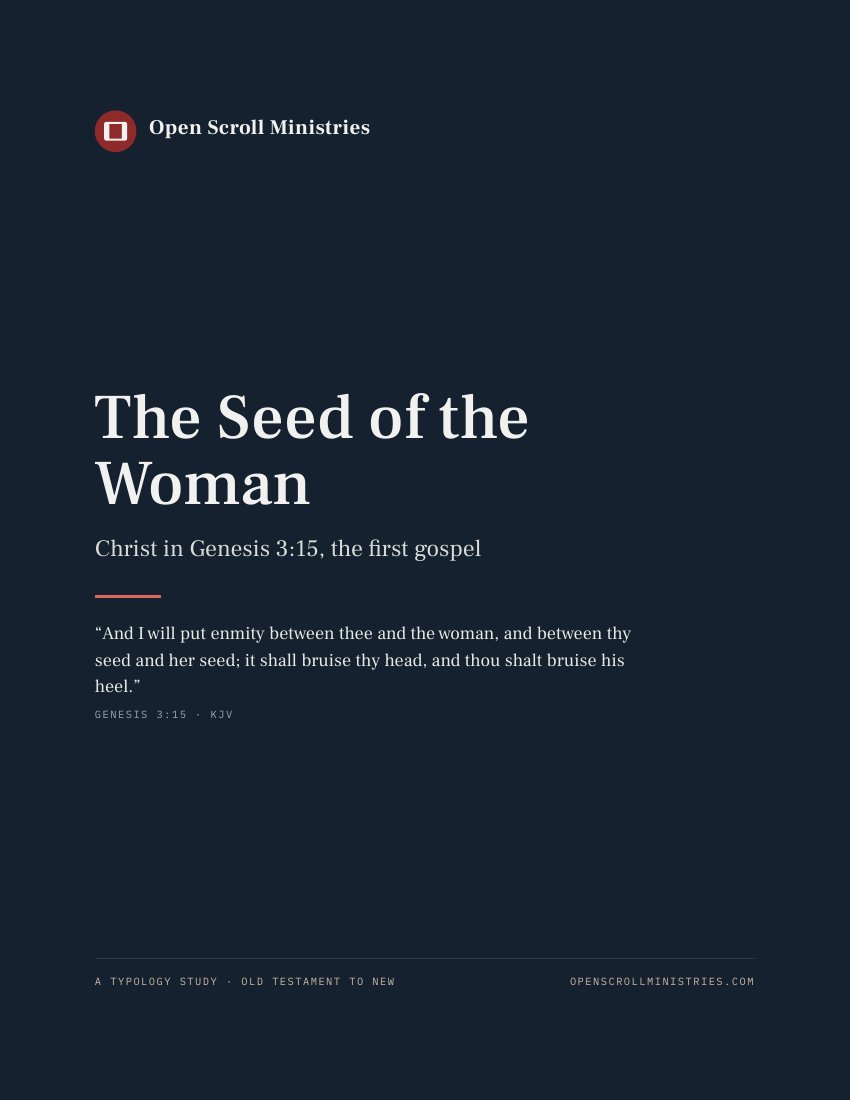 Open Scroll Ministries
The Seed of the
Woman
Christ in Genesis 3:15, the first gospel
“And I will put enmity between thee and the woman, and between thy
seed and her seed; it shall bruise thy head, and thou shalt bruise his
heel.”
GENESIS 3:15 · KJV
A TYPOLOGY STUDY · OLD TESTAMENT TO NEW
OPENSCROLLMINISTRIES.COM